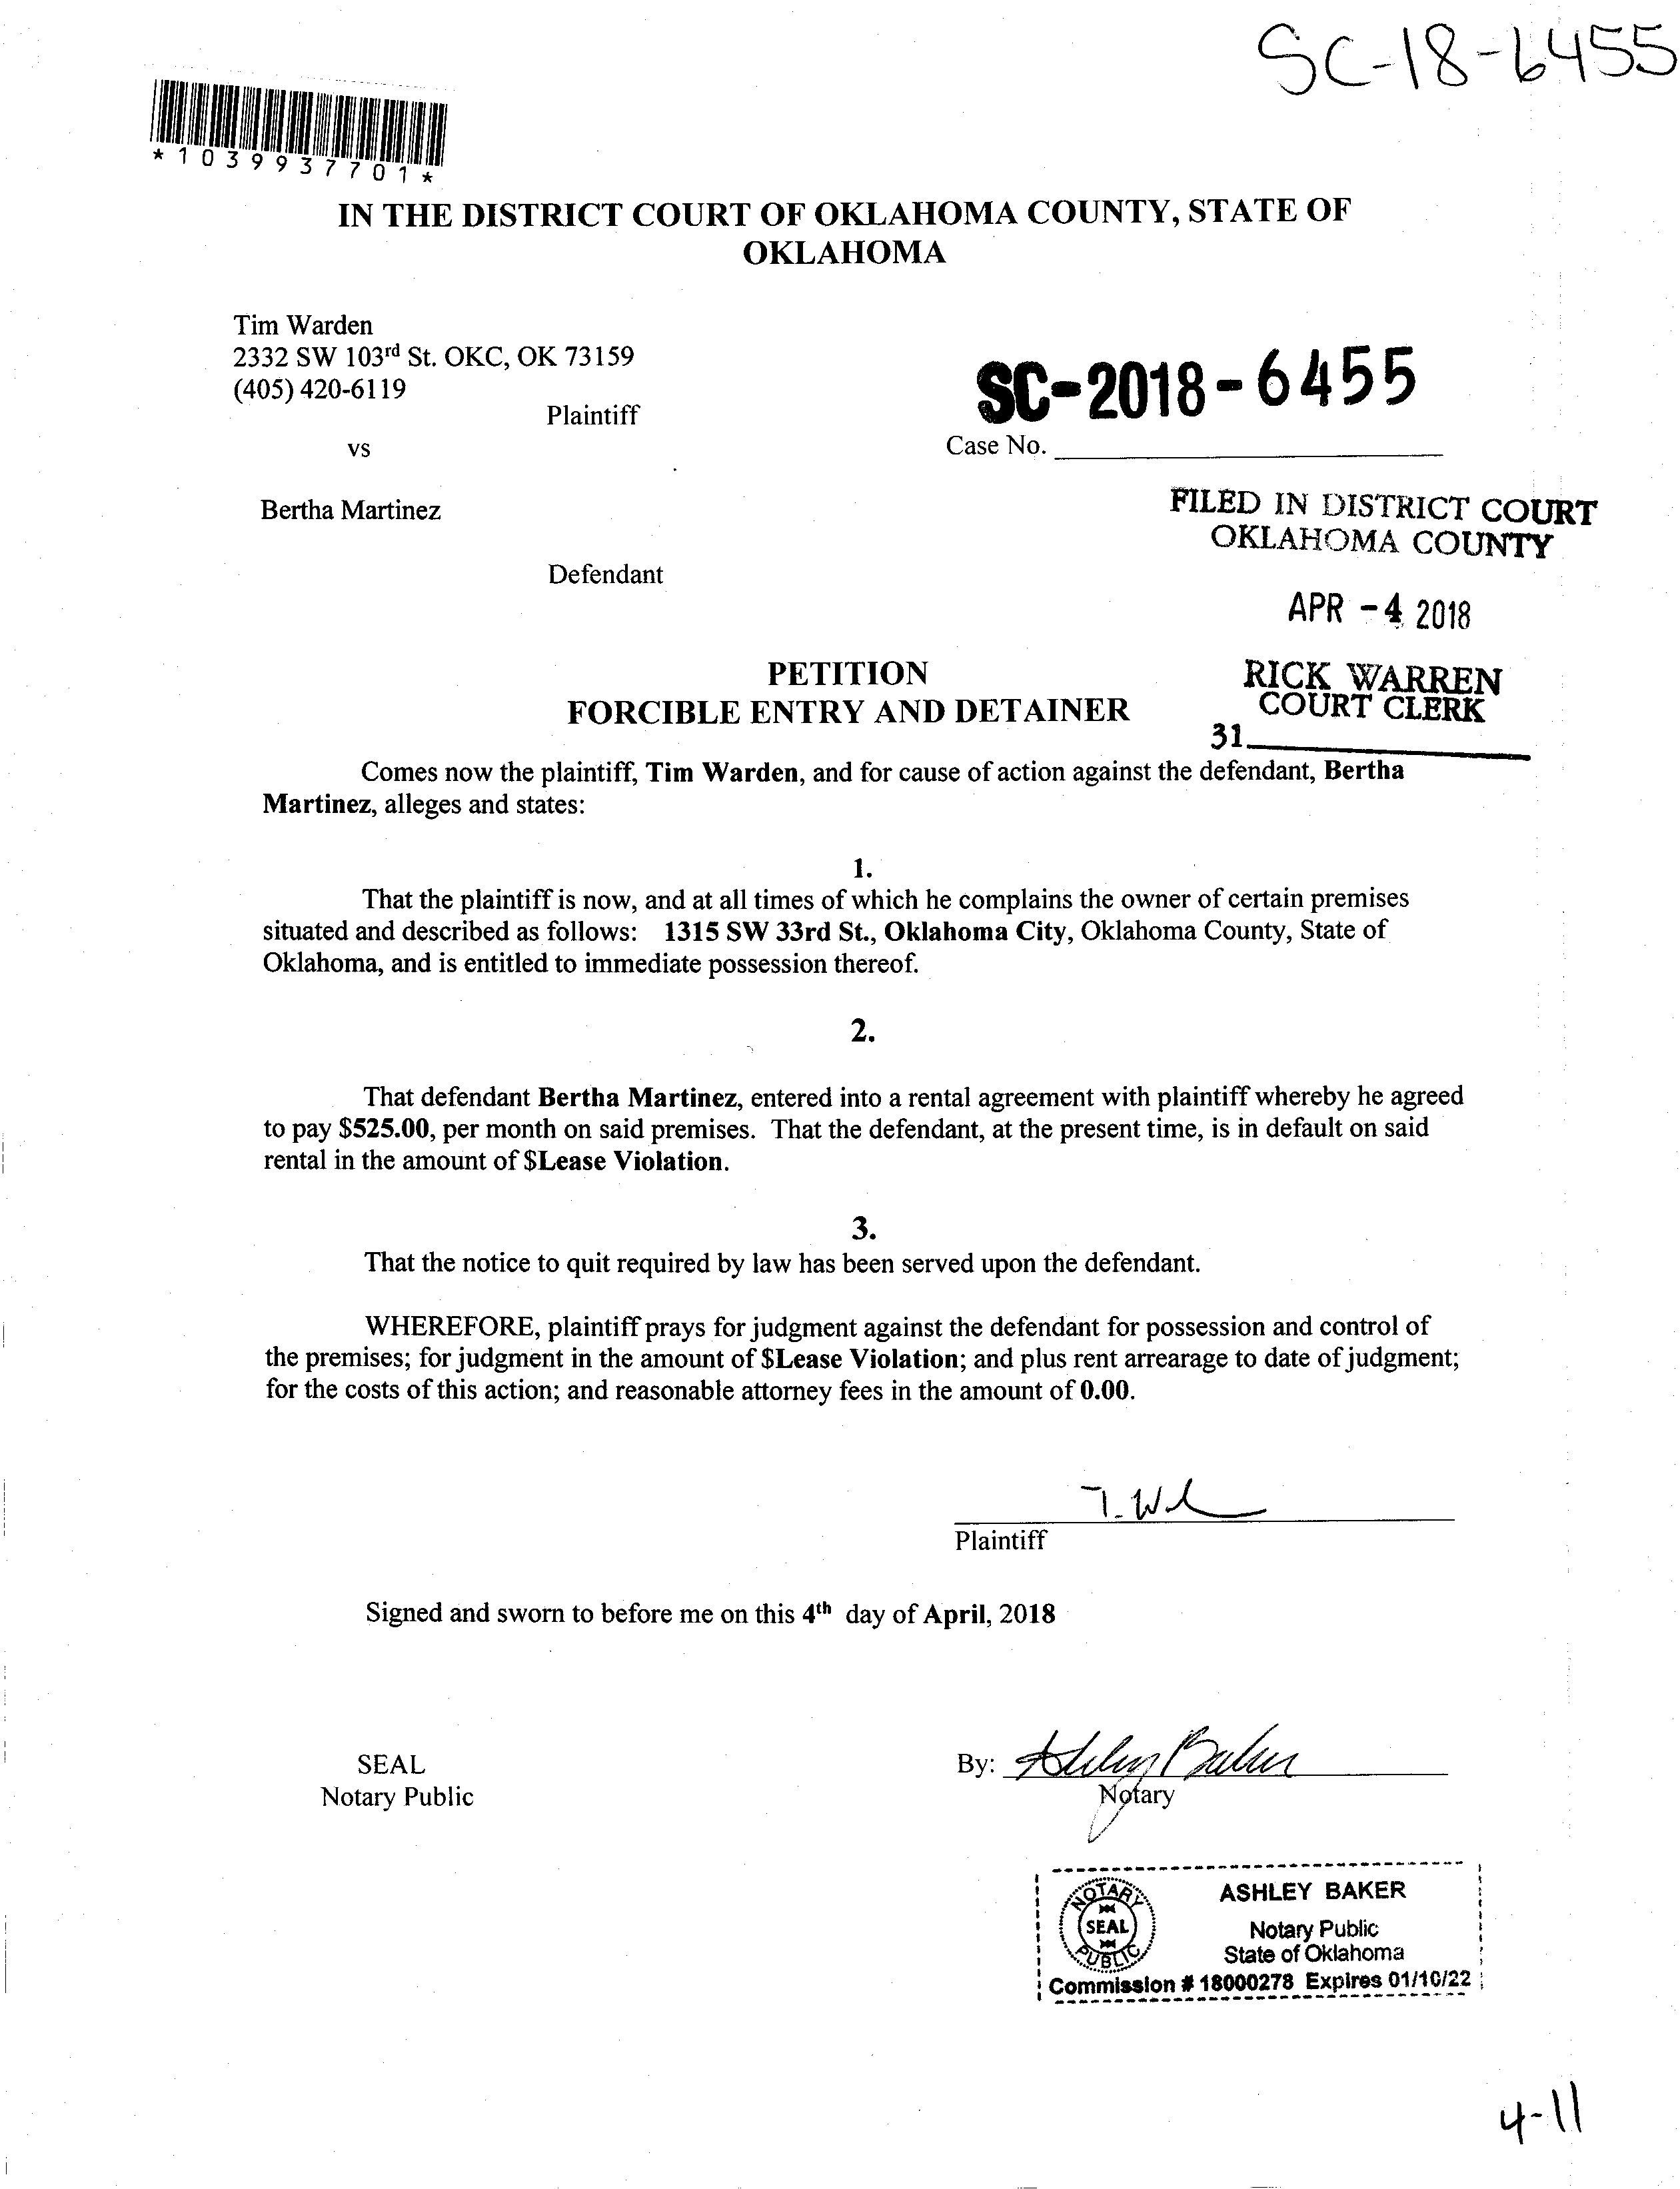 SC-18-6455
*1039937701*
IN THE DISTRICT COURT OF OKLAHOMA COUNTY, STATE OF
OKLAHOMA
Tim Warden
2332 SW 103rd St. OKC, OK 73159
(405) 420-6119
Plaintiff
SC-2018-6455
vs
Case No.
Bertha Martinez
FILED IN DISTRICT COURT
OKLAHOMA COUNTY
Defendant
APR -4 2018
PETITION
FORCIBLE ENTRY AND DETAINER
RICK WARREN
COURT CLERK
31
Comes now the plaintiff, Tim Warden, and for cause of action against the defendant, Bertha
Martinez, alleges and states:
1.
That the plaintiff is now, and at all times of which he complains the owner of certain premises
situated and described as follows: 1315 SW 33rd St., Oklahoma City, Oklahoma County, State of
Oklahoma, and is entitled to immediate possession thereof.
2.
That defendant Bertha Martinez, entered into a rental agreement with plaintiff whereby he agreed
to pay $525.00, per month on said premises. That the defendant, at the present time, is in default on said
rental in the amount of $Lease Violation.
3.
That the notice to quit required by law has been served upon the defendant.
WHEREFORE, plaintiff prays for judgment against the defendant for possession and control of
the premises; for judgment in the amount of $Lease Violation; and plus rent arrearage to date of judgment;
for the costs of this action; and reasonable attorney fees in the amount of 0.00.
Plaintiff
Signed and sworn to before me on this 4th day of April, 2018
SEAL
Notary Public
By: Ashley Baker
Notary
NOTARY
SEAL
PUBLIC
ASHLEY BAKER
Notary Public
State of Oklahoma
Commission # 18000278 Expires 01/10/22
4-11